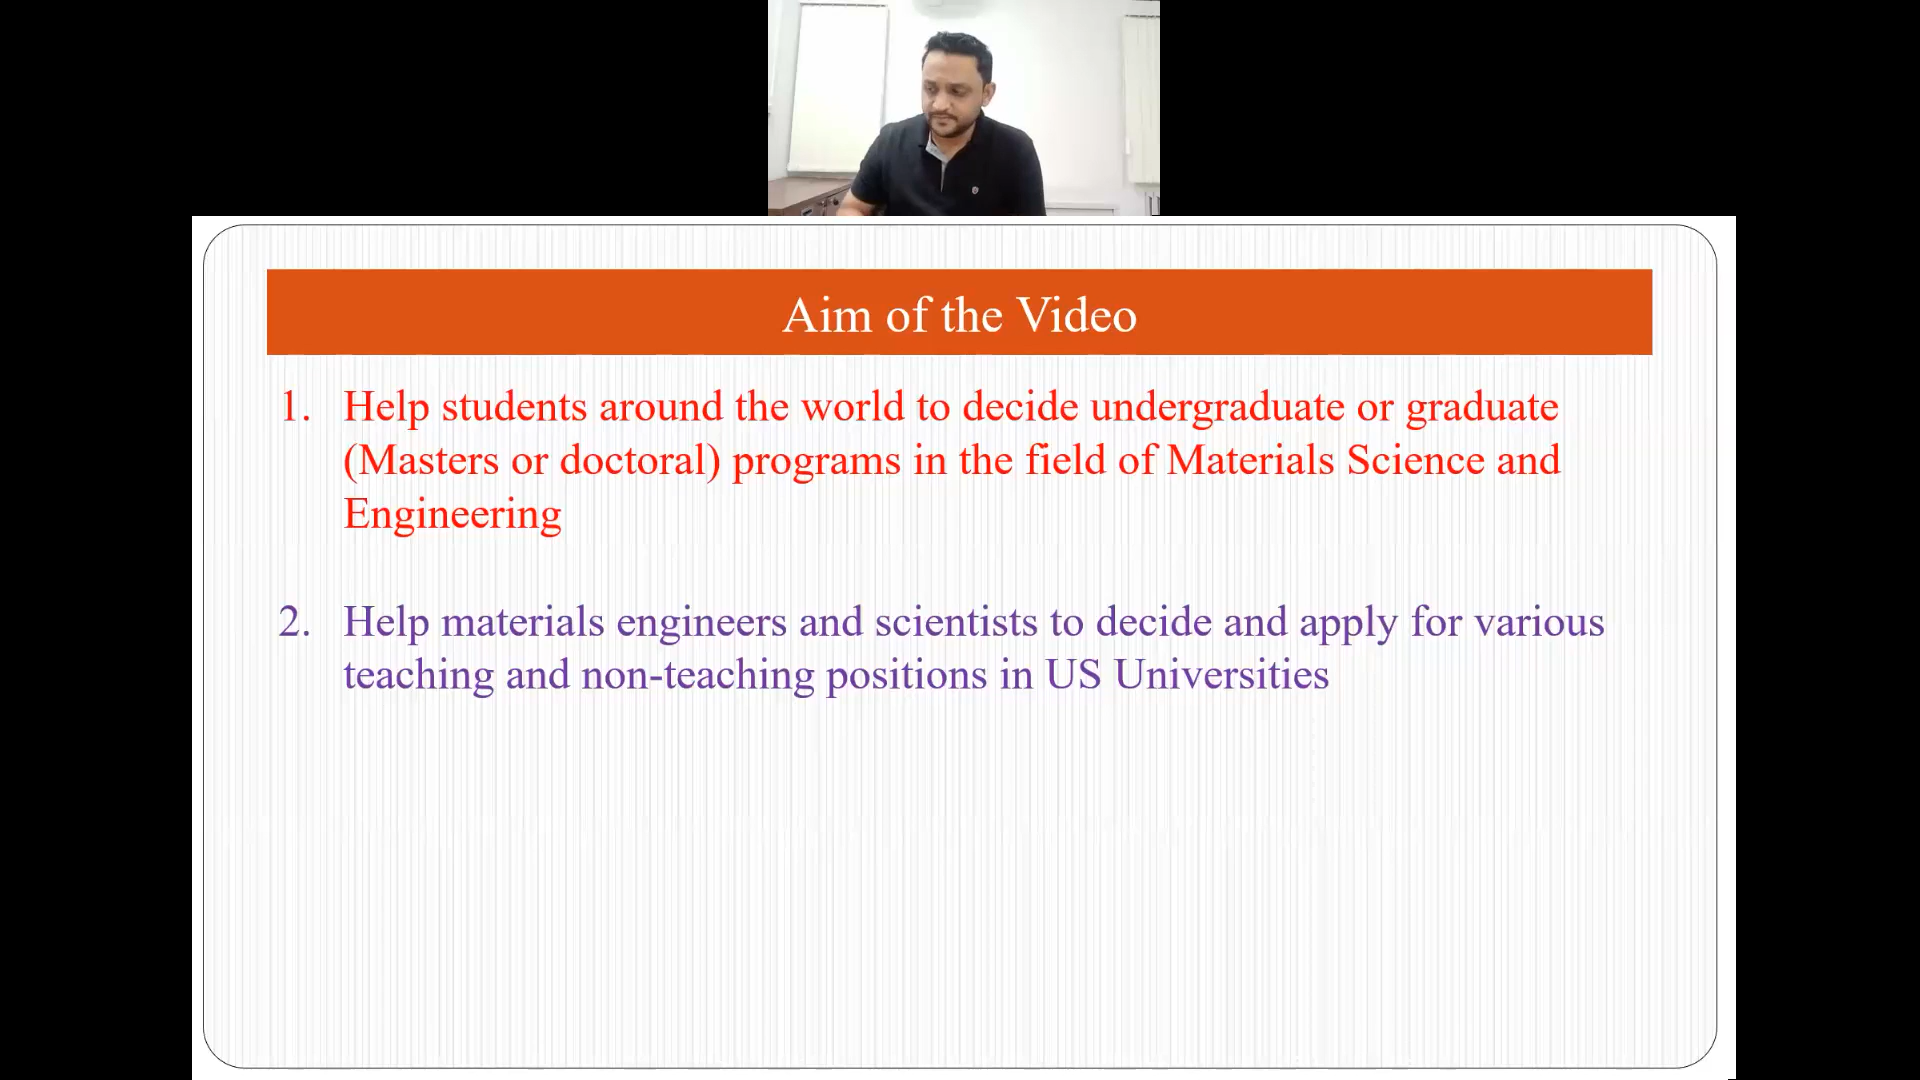 Aim of the Video
1. Help students around the world to decide undergraduate or graduate
(Masters or doctoral) programs in the field of Materials Science and
Engineering
2. Help materials engineers and scientists to decide and apply for various
teaching and non-teaching positions in US Universities